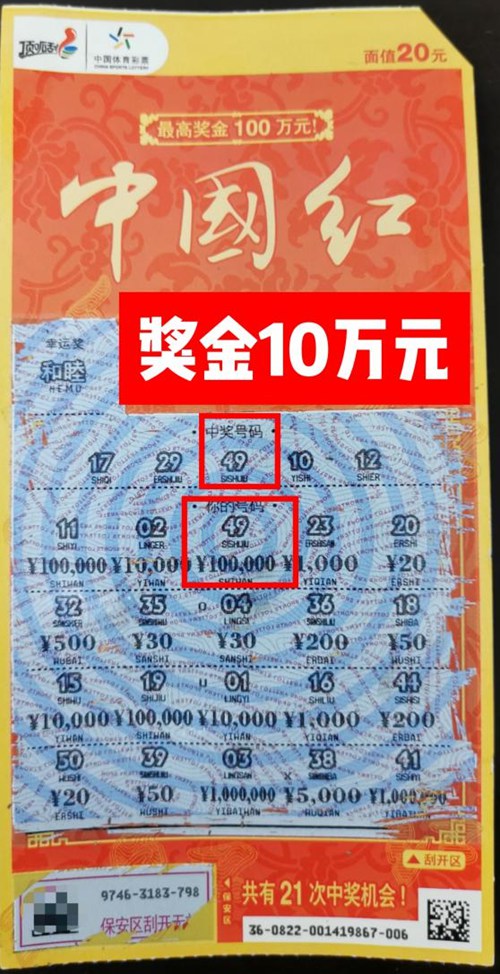 顶呱刮
中国体育彩票
CHINA SPORTS LOTTERY
面值20元
最高奖金100万元!
中國红
奖金10万元
幸运奖
和睦
HEMU
中奖号码
17 29 49 10 12
SHIQI ERSHIJIU SISHIJIU YISHI SHIER
你的号码
11 02 49 23 20
SHIYI LINGER SISHIJIU ERSHISAN ERSHI
¥100,000 ¥10,000 ¥100,000 ¥1,000 ¥20
SHIWAN YIWAN SHIWAN YIQIAN ERSHI
32 35 04 36 18
LINGSI SHIBA
¥500 ¥30 ¥30 ¥200 ¥50
WUBAI SANSHI SANSHI ERBAI WUSHI
15 19 01 16 44
SHIWU SHIJIU LINGYI SHILIU SISHISI
¥10,000 ¥100,000 ¥10,000 ¥1,000 ¥200
YIWAN SHIWAN YIWAN YIQIAN ERBAI
50 39 03 38 41
WUSHI LINGSAN SISHIYI
¥20 ¥50 ¥1,000,000 ¥5,000 ¥1,000,000
ERSHI WUSHI YIBAIWAN WUQIAN
刮开区
9746-3183-798
保安区刮开无
保安区
共有21次中奖机会!
36-0822-001419867-006